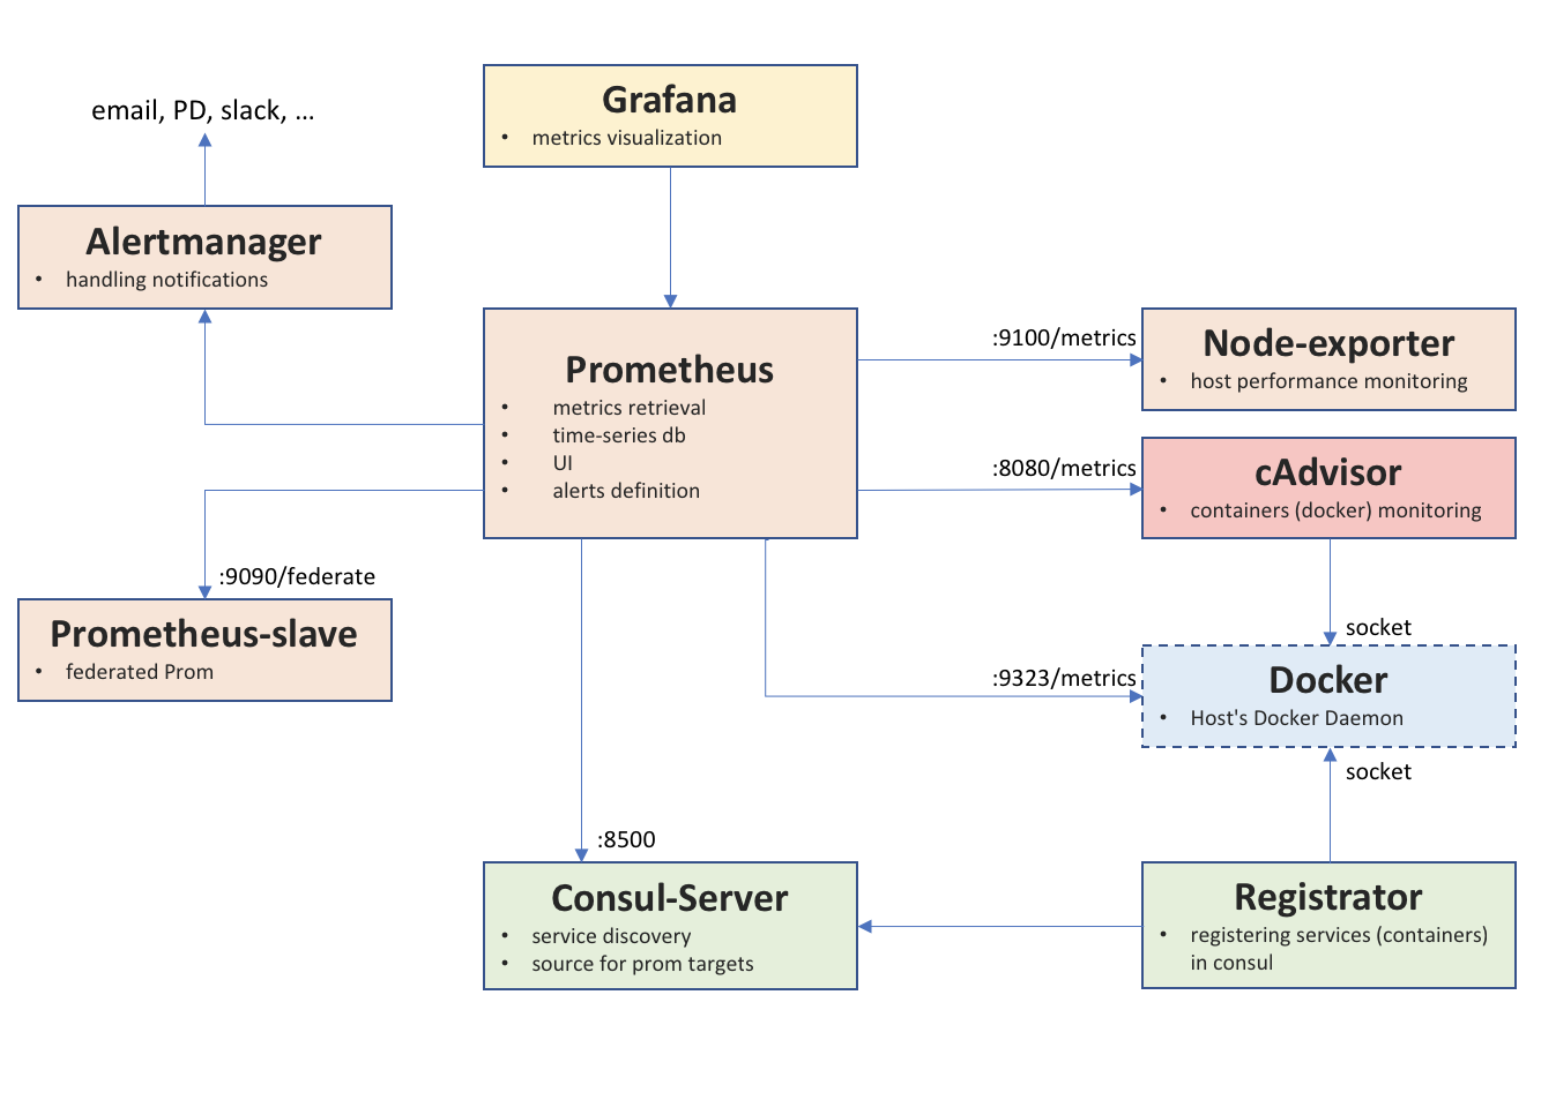 Grafana
• metrics visualization
email, PD, slack, ...
Alertmanager
• handling notifications
Prometheus
• metrics retrieval
• time-series db
• UI
• alerts definition
:9100/metrics
Node-exporter
• host performance monitoring
:8080/metrics
cAdvisor
• containers (docker) monitoring
:9090/federate
Prometheus-slave
• federated Prom
socket
:9323/metrics
Docker
• Host's Docker Daemon
socket
:8500
Consul-Server
• service discovery
• source for prom targets
Registrator
• registering services (containers)
in consul